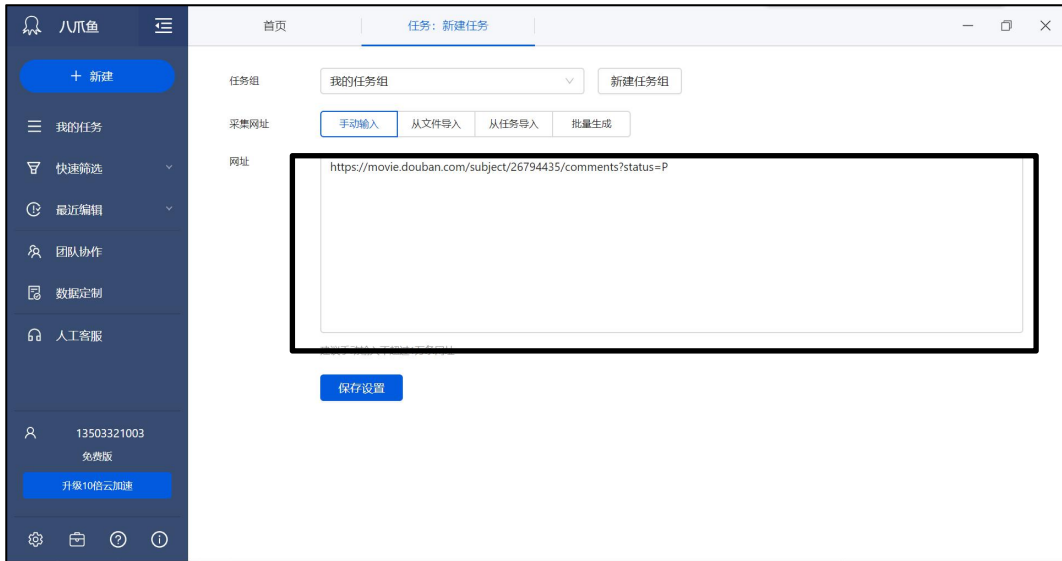 八爪鱼
首页
任务：新建任务
+ 新建
我的任务
快速筛选
最近编辑
团队协作
数据定制
人工客服
13503321003
免费版
升级10倍云加速
任务组
我的任务组
新建任务组
采集网址
手动输入 从文件导入 从任务导入 批量生成
网址
https://movie.douban.com/subject/26794435/comments?status=P
保存设置